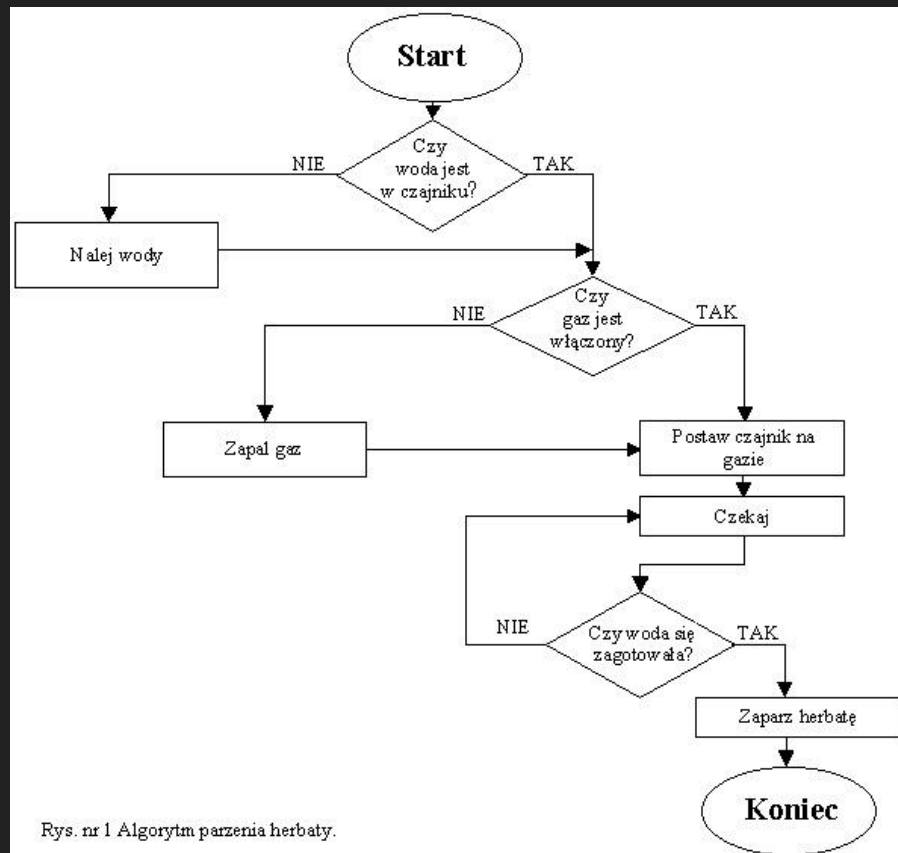 Start
Czy
woda jest
w czajniku?
NIE
TAK
Nalej wody
Czy
gaz jest
włączony?
NIE
TAK
Zapal gaz
Postaw czajnik na
gazie
Czekaj
Czy woda się
zagotowała?
NIE
TAK
Zaparz herbatę
Koniec
Rys. nr 1 Algorytm parzenia herbaty.